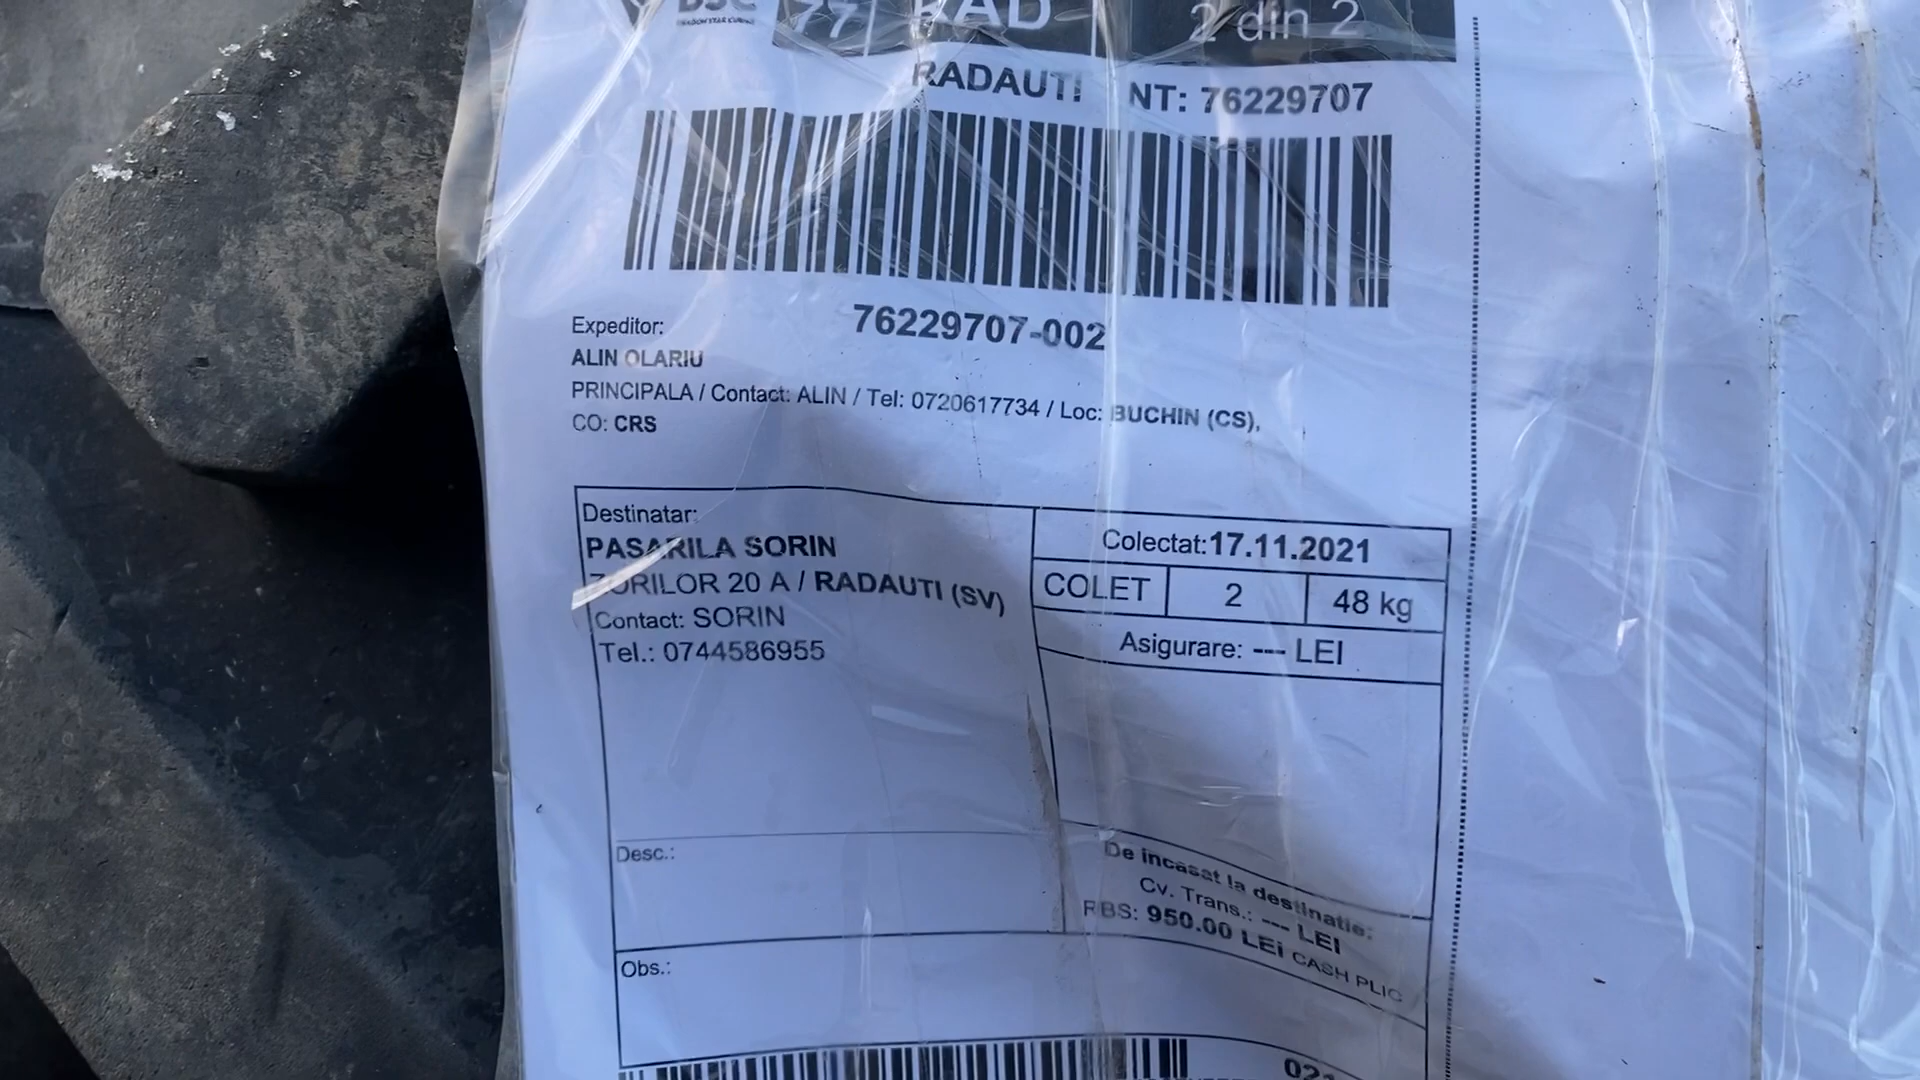 DSC
77 RAD 2 din 2
RADAUTI NT: 76229707
76229707-002
Expeditor:
ALIN OLARIU
PRINCIPALA / Contact: ALIN / Tel: 0720617734 / Loc: BUCHIN (CS),
CO: CRS
Destinatar:
PASARILA SORIN
ZORILOR 20 A / RADAUTI (SV)
Contact: SORIN
Tel.: 0744586955
Colectat:17.11.2021
COLET 2 48 kg
Asigurare: --- LEI
Desc.:
De incasat la destinatie:
Cv. Trans.: --- LEI
RBS: 950.00 LEI CASH PLIC
Obs.: